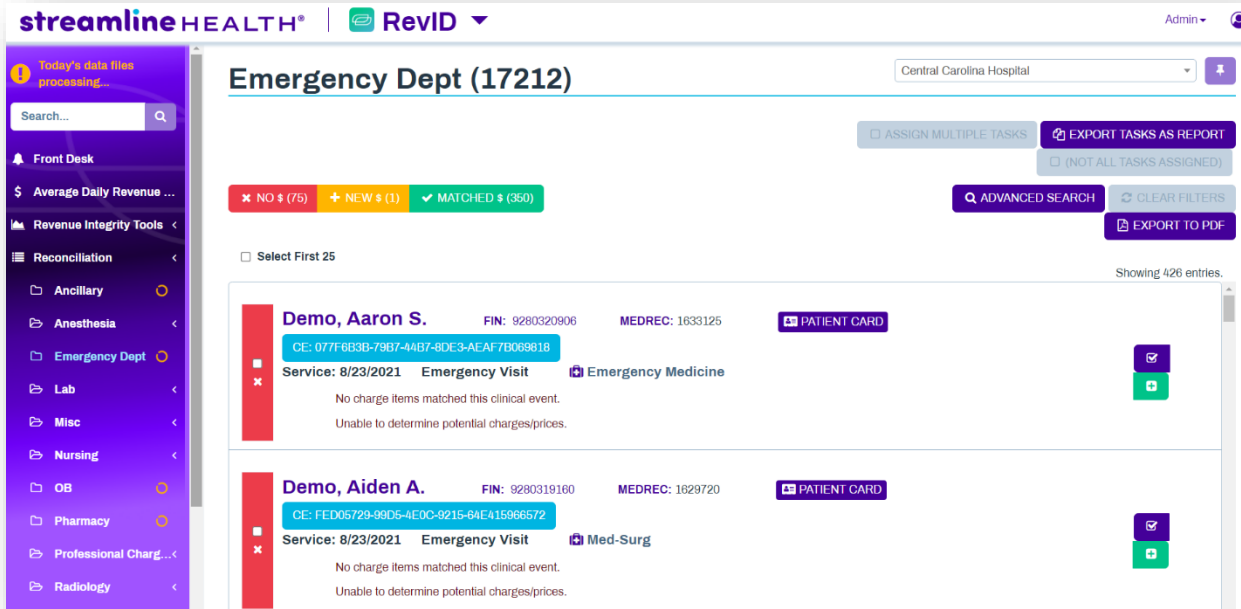 streamline HEALTH® RevID Admin
Today's data files
processing...
Search...
Front Desk
$ Average Daily Revenue ...
Revenue Integrity Tools
Reconciliation
Ancillary
Anesthesia
Emergency Dept
Lab
Misc
Nursing
OB
Pharmacy
Professional Charg...
Radiology
Emergency Dept (17212)
Central Carolina Hospital
ASSIGN MULTIPLE TASKS EXPORT TASKS AS REPORT
(NOT ALL TASKS ASSIGNED)
NO $ (75) NEW $ (1) MATCHED $ (350)
ADVANCED SEARCH CLEAR FILTERS
EXPORT TO PDF
Select First 25
Showing 426 entries.
Demo, Aaron S. FIN: 9280320906 MEDREC: 1633125 PATIENT CARD
CE: 077F6B3B-79B7-44B7-8DE3-AEAF7B069818
Service: 8/23/2021 Emergency Visit Emergency Medicine
No charge items matched this clinical event.
Unable to determine potential charges/prices.
Demo, Aiden A. FIN: 9280319160 MEDREC: 1629720 PATIENT CARD
CE: FED05729-99D5-4E0C-9215-64E415966572
Service: 8/23/2021 Emergency Visit Med-Surg
No charge items matched this clinical event.
Unable to determine potential charges/prices.